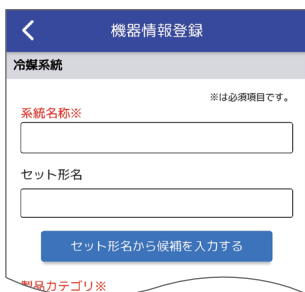 機器情報登録
冷媒系統
※は必須項目です。
系統名称※
セット形名
セット形名から候補を入力する
製品カテゴリ※